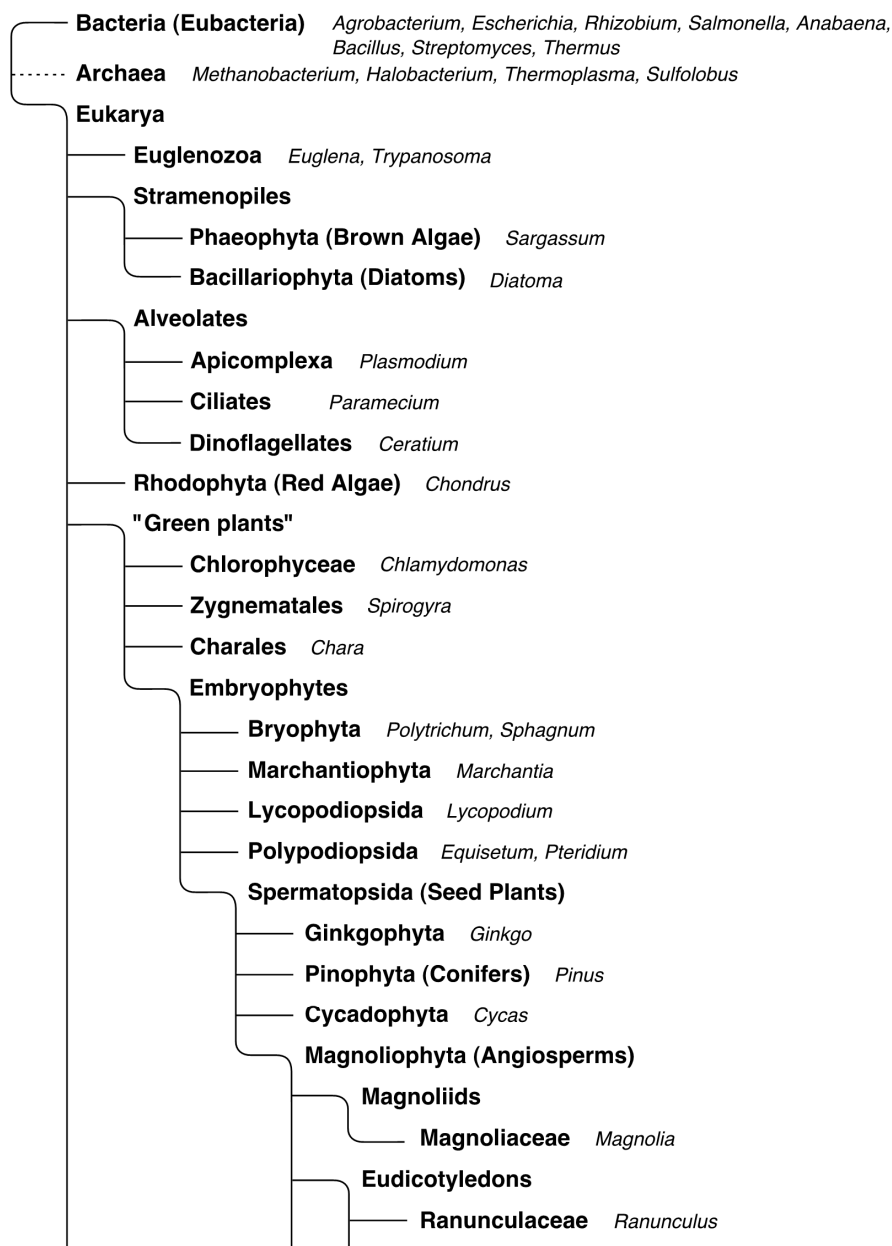 Bacteria (Eubacteria) Agrobacterium, Escherichia, Rhizobium, Salmonella, Anabaena,
Bacillus, Streptomyces, Thermus
Archaea Methanobacterium, Halobacterium, Thermoplasma, Sulfolobus
Eukarya
Euglenozoa Euglena, Trypanosoma
Stramenopiles
Phaeophyta (Brown Algae) Sargassum
Bacillariophyta (Diatoms) Diatoma
Alveolates
Apicomplexa Plasmodium
Ciliates Paramecium
Dinoflagellates Ceratium
Rhodophyta (Red Algae) Chondrus
"Green plants"
Chlorophyceae Chlamydomonas
Zygnematales Spirogyra
Charales Chara
Embryophytes
Bryophyta Polytrichum, Sphagnum
Marchantiophyta Marchantia
Lycopodiopsida Lycopodium
Polypodiopsida Equisetum, Pteridium
Spermatopsida (Seed Plants)
Ginkgophyta Ginkgo
Pinophyta (Conifers) Pinus
Cycadophyta Cycas
Magnoliophyta (Angiosperms)
Magnoliids
Magnoliaceae Magnolia
Eudicotyledons
Ranunculaceae Ranunculus